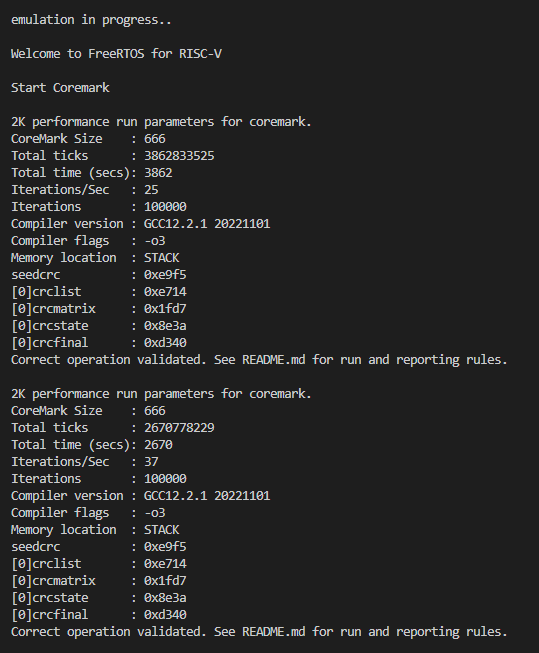 emulation in progress..
Welcome to FreeRTOS for RISC-V
Start Coremark
2K performance run parameters for coremark.
CoreMark Size    : 666
Total ticks      : 3862833525
Total time (secs): 3862
Iterations/Sec   : 25
Iterations       : 100000
Compiler version : GCC12.2.1 20221101
Compiler flags   : -o3
Memory location  : STACK
seedcrc          : 0xe9f5
[0]crclist       : 0xe714
[0]crcmatrix     : 0x1fd7
[0]crcstate      : 0x8e3a
[0]crcfinal      : 0xd340
Correct operation validated. See README.md for run and reporting rules.
2K performance run parameters for coremark.
CoreMark Size    : 666
Total ticks      : 2670778229
Total time (secs): 2670
Iterations/Sec   : 37
Iterations       : 100000
Compiler version : GCC12.2.1 20221101
Compiler flags   : -o3
Memory location  : STACK
seedcrc          : 0xe9f5
[0]crclist       : 0xe714
[0]crcmatrix     : 0x1fd7
[0]crcstate      : 0x8e3a
[0]crcfinal      : 0xd340
Correct operation validated. See README.md for run and reporting rules.